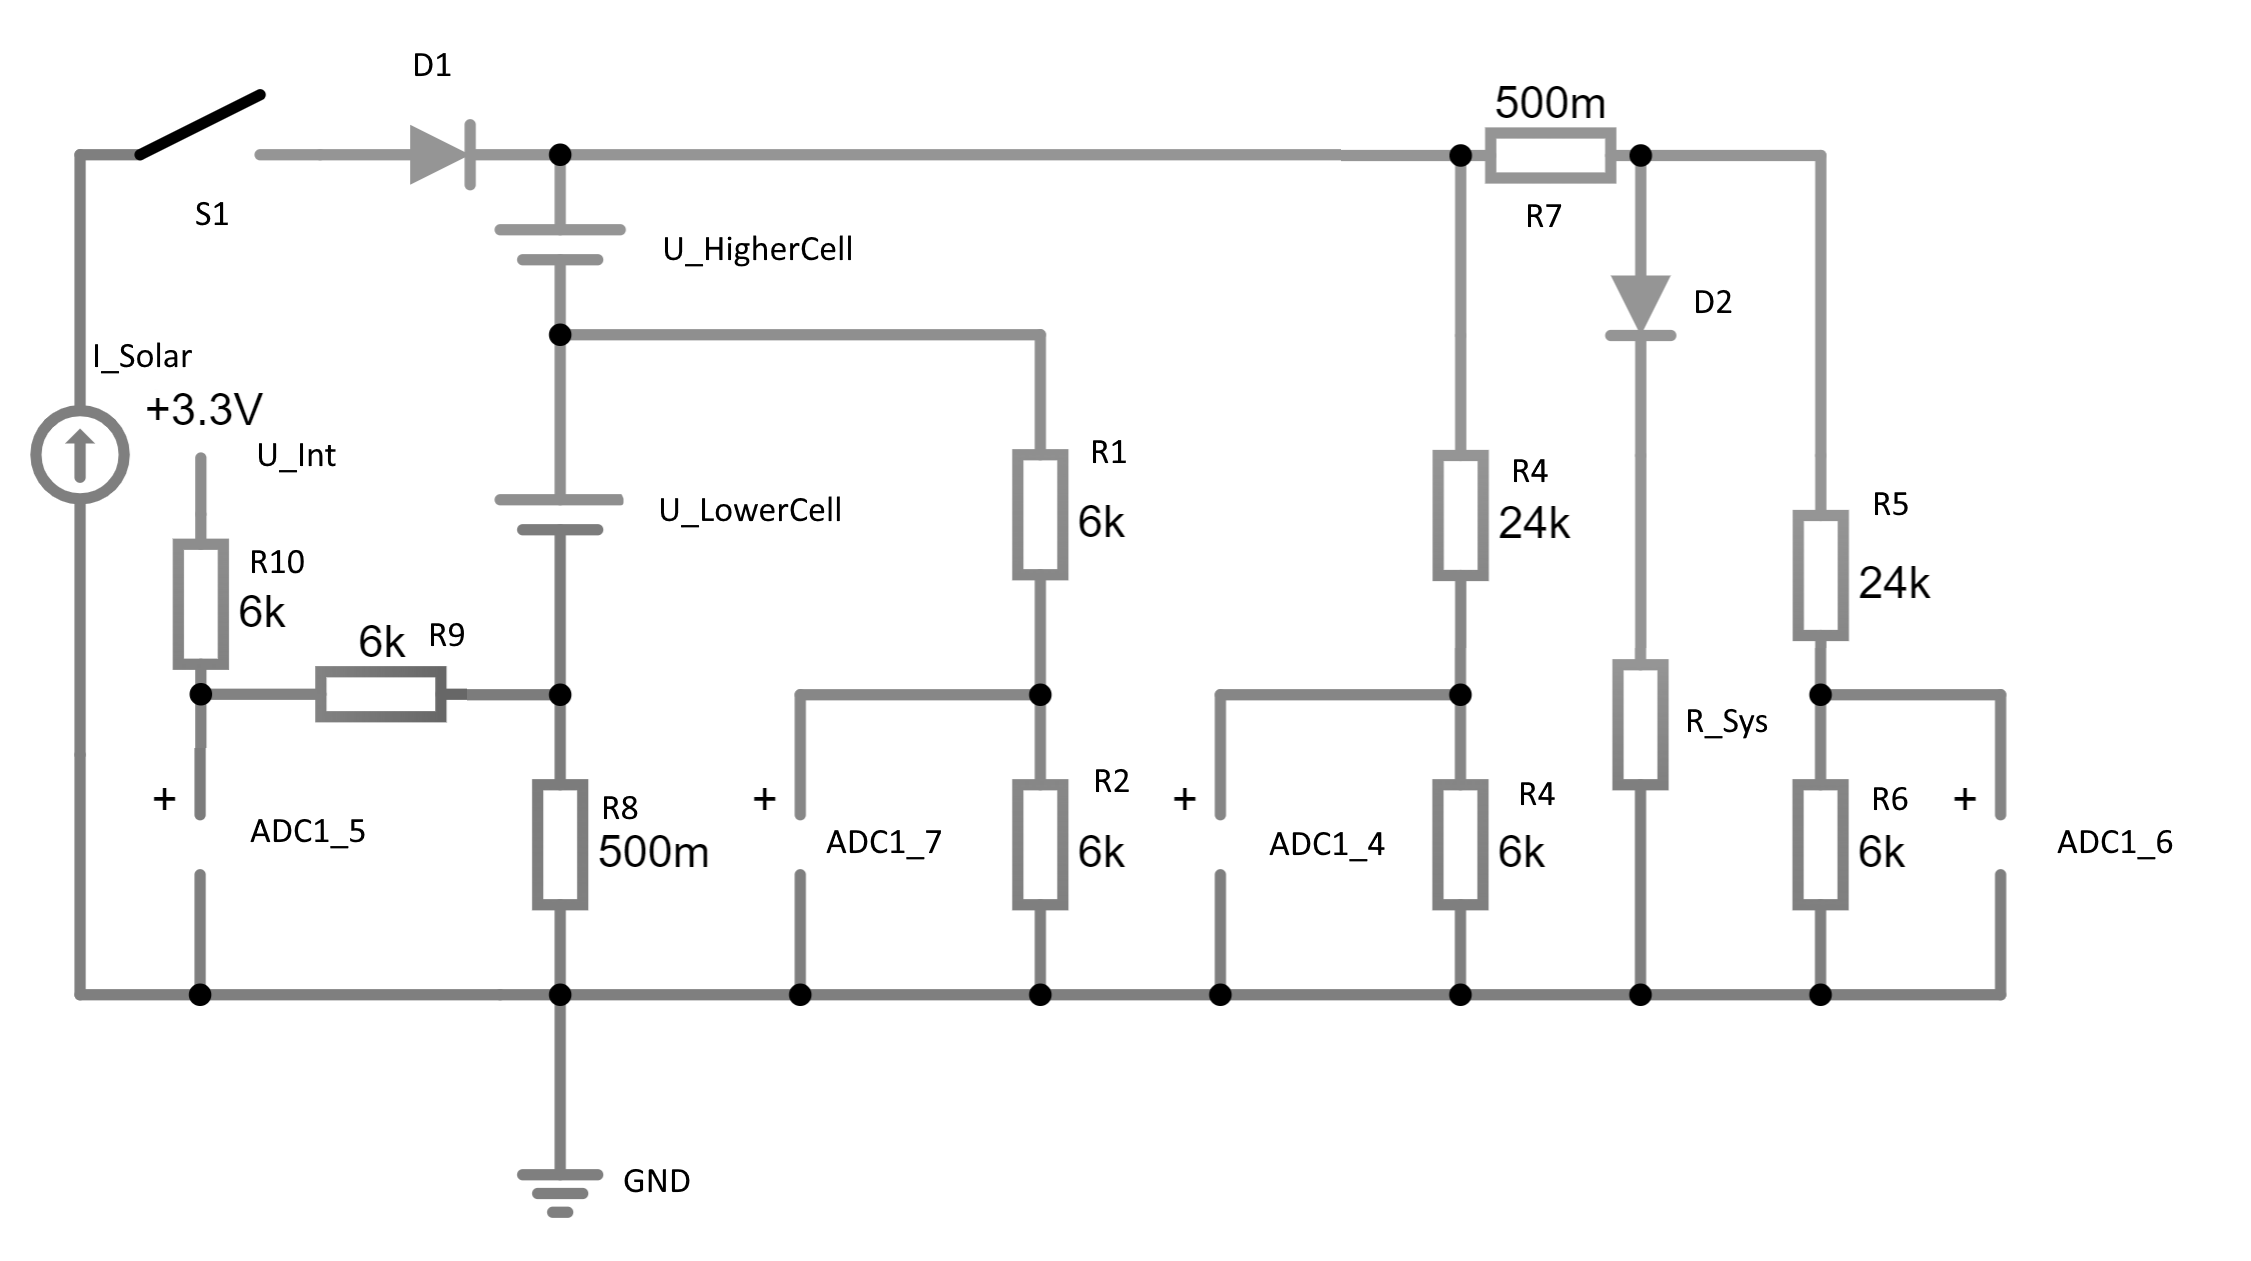 D1
500m
S1
R7
U_HigherCell
D2
I_Solar
+3.3V
U_Int
R1
6k
R4
24k
U_LowerCell
R5
24k
R10
6k
6k R9
R_Sys
+
ADC1_5
R8
500m
+
ADC1_7
R2
6k
+
ADC1_4
R4
6k
R6
6k
+
ADC1_6
GND